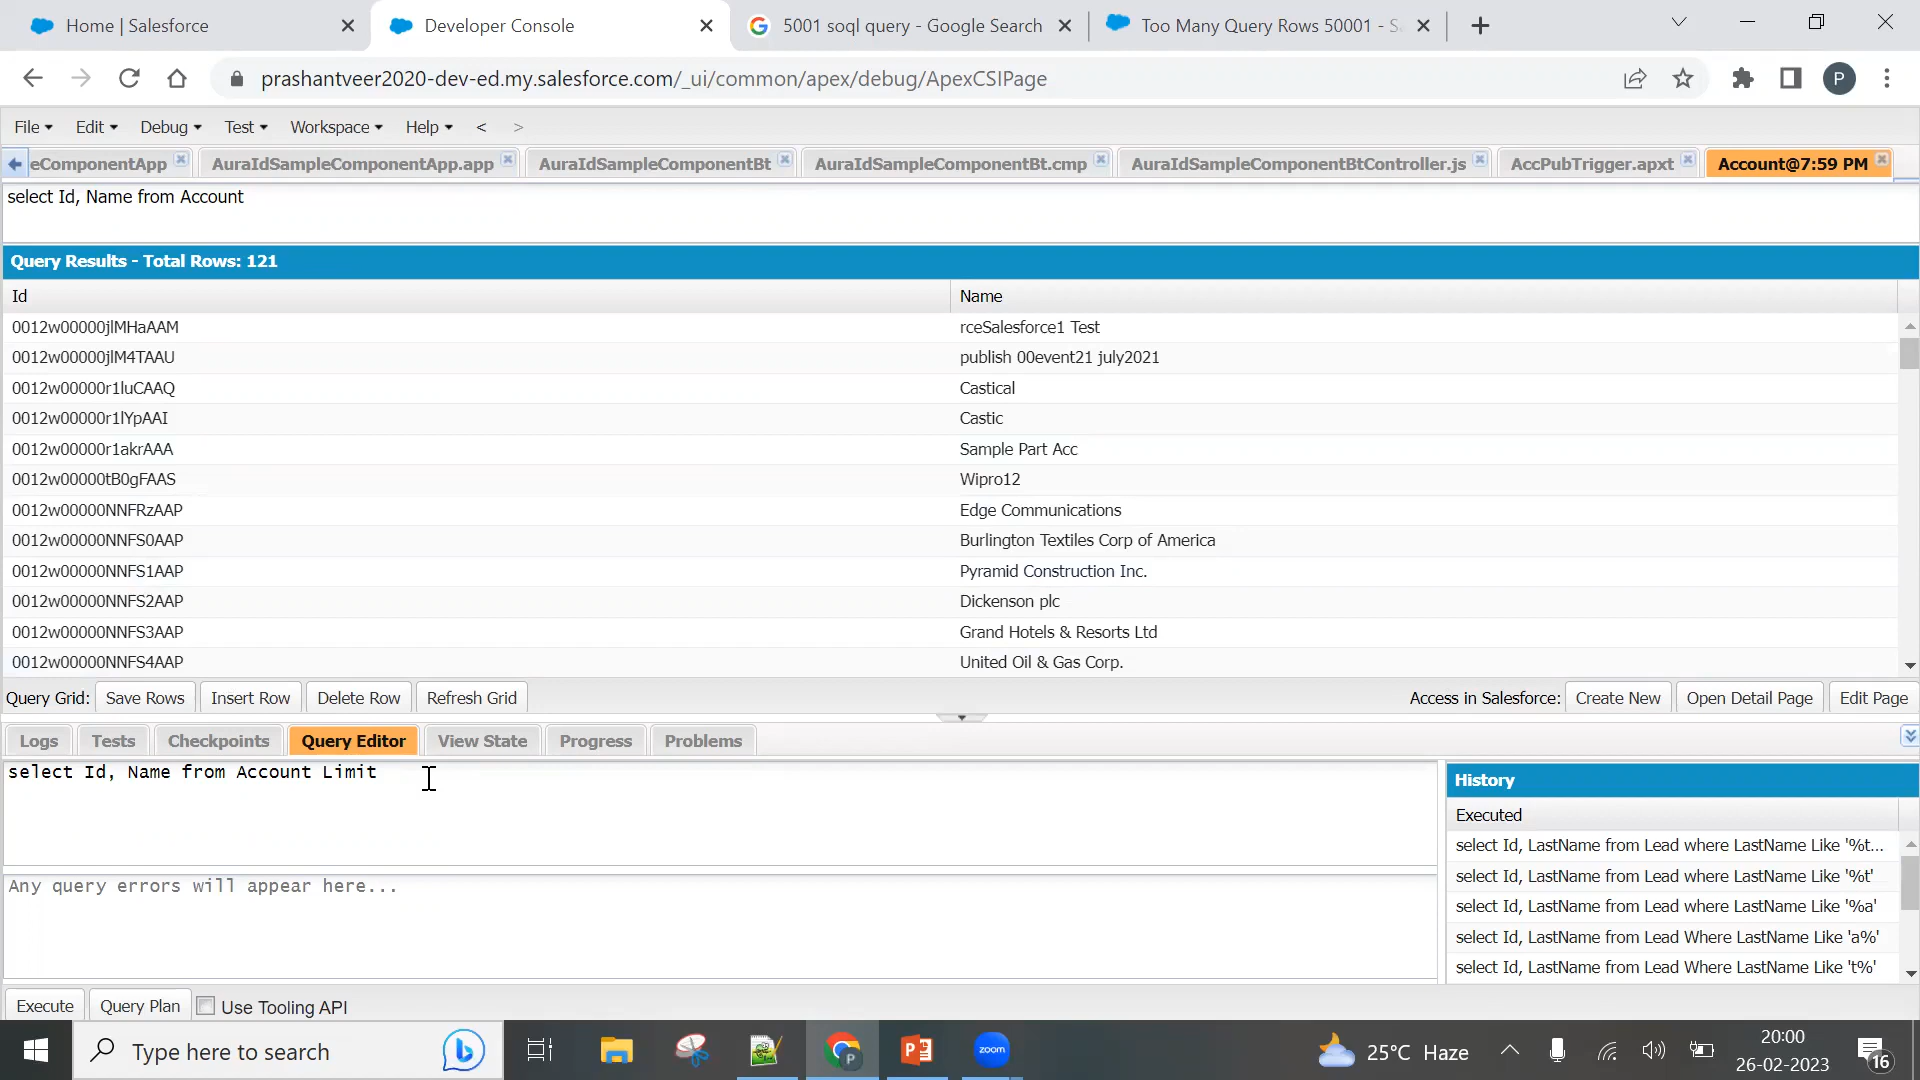 Home | Salesforce
Developer Console
5001 soql query - Google Search
Too Many Query Rows 50001 - Sa
prashantveer2020-dev-ed.my.salesforce.com/_ui/common/apex/debug/ApexCSIPage
P
File Edit Debug Test Workspace Help < >
eComponentApp AuraIdSampleComponentApp.app AuraIdSampleComponentBt AuraIdSampleComponentBt.cmp AuraIdSampleComponentBtController.js AccPubTrigger.apxt Account@7:59 PM
select Id, Name from Account
Query Results - Total Rows: 121
Id Name
0012w00000jlMHaAAM rceSalesforce1 Test
0012w00000jlM4TAAU publish 00event21 july2021
0012w00000r1luCAAQ Castical
0012w00000r1lYpAAI Castic
0012w00000r1akrAAA Sample Part Acc
0012w00000tB0gFAAS Wipro12
0012w00000NNFRzAAP Edge Communications
0012w00000NNFS0AAP Burlington Textiles Corp of America
0012w00000NNFS1AAP Pyramid Construction Inc.
0012w00000NNFS2AAP Dickenson plc
0012w00000NNFS3AAP Grand Hotels & Resorts Ltd
0012w00000NNFS4AAP United Oil & Gas Corp.
Query Grid: Save Rows Insert Row Delete Row Refresh Grid Access in Salesforce: Create New Open Detail Page Edit Page
Logs Tests Checkpoints Query Editor View State Progress Problems
select Id, Name from Account Limit
Any query errors will appear here...
History
Executed
select Id, LastName from Lead where LastName Like '%t...
select Id, LastName from Lead where LastName Like '%t'
select Id, LastName from Lead where LastName Like '%a'
select Id, LastName from Lead Where LastName Like 'a%'
select Id, LastName from Lead Where LastName Like 't%'
Execute Query Plan Use Tooling API
Type here to search
zoom
25°C Haze
20:00
26-02-2023
16